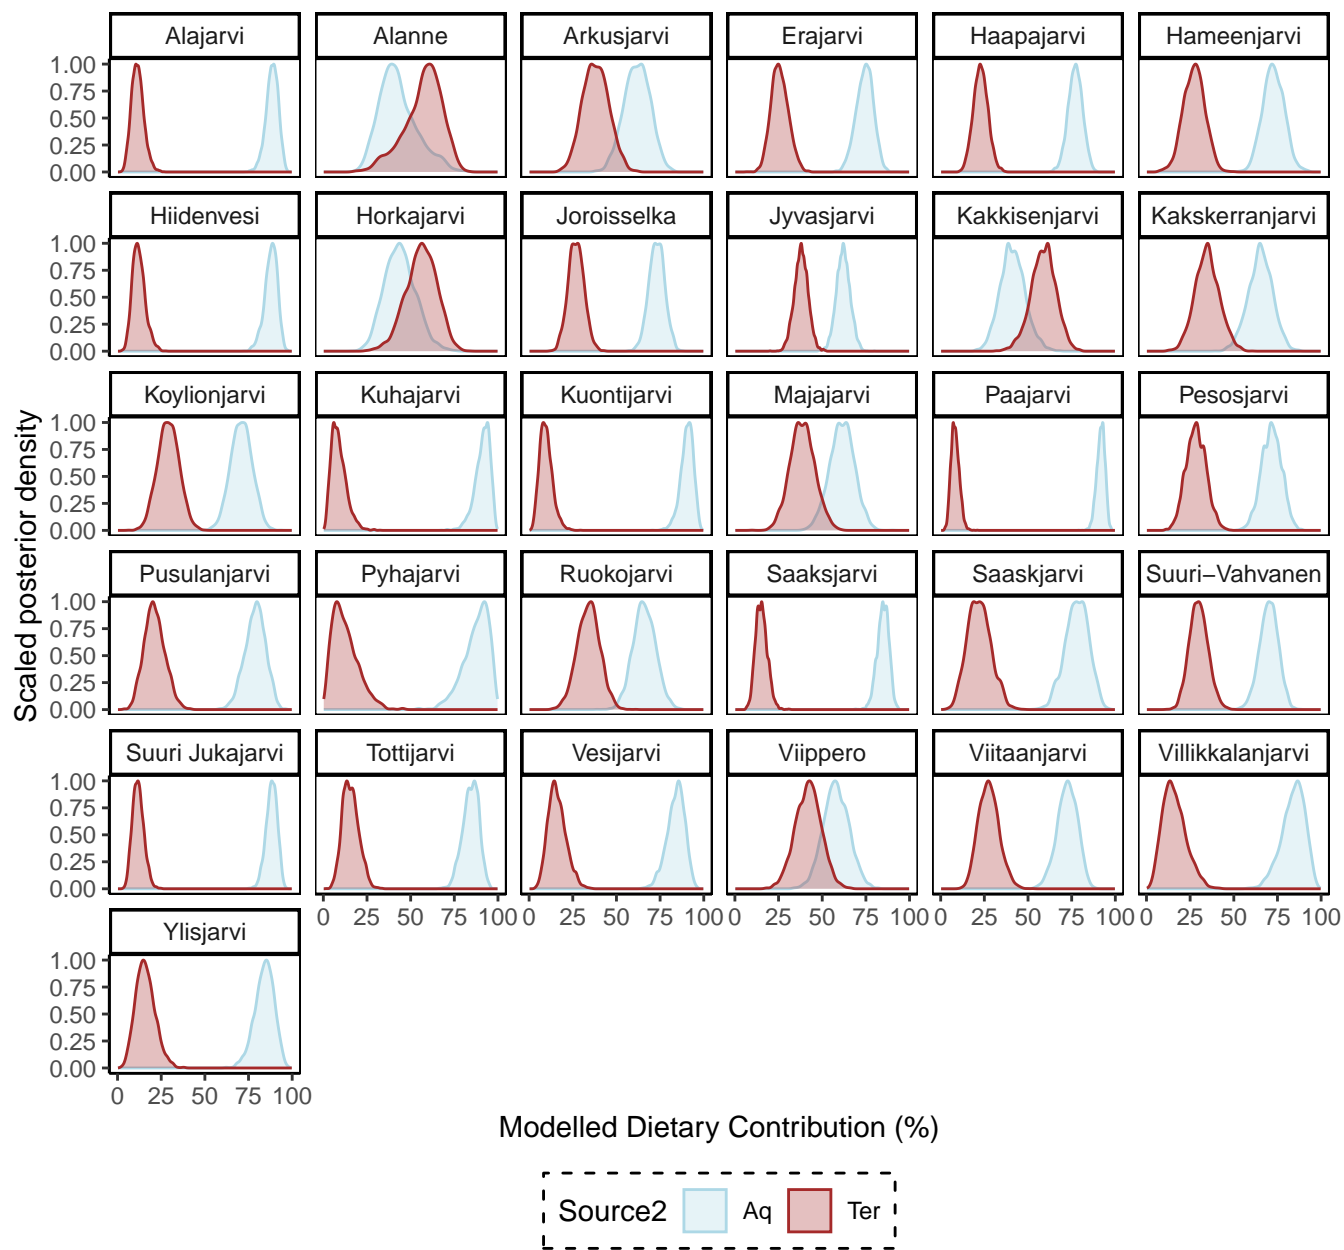 Alajarvi Alanne Arkusjarvi Erajarvi Haapajarvi Hameenjarvi
1.00
0.75
0.50
0.25
0.00
Hiidenvesi Horkajarvi Joroisselka Jyvasjarvi Kakkisenjarvi Kakskerranjarvi
1.00
0.75
0.50
0.25
0.00
Koylionjarvi Kuhajarvi Kuontijarvi Majajarvi Paajarvi Pesosjarvi
1.00
0.75
0.50
0.25
0.00
Scaled posterior density
Pusulanjarvi Pyhajarvi Ruokojarvi Saaksjarvi Saaskjarvi Suuri−Vahvanen
1.00
0.75
0.50
0.25
0.00
Suuri Jukajarvi Tottijarvi Vesijarvi Viippero Viitaanjarvi Villikkalanjarvi
1.00
0.75
0.50
0.25
0.00
0 25 50 75 100 0 25 50 75 100 0 25 50 75 100 0 25 50 75 100 0 25 50 75 100
Ylisjarvi
1.00
0.75
0.50
0.25
0.00
0 25 50 75 100
Modelled Dietary Contribution (%)
Source2 Aq Ter